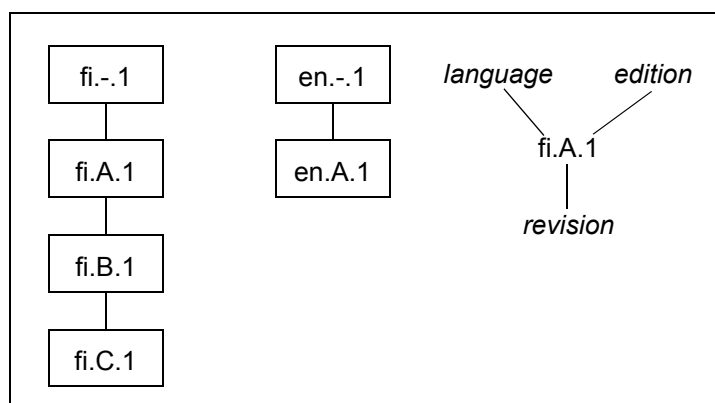 fi.-.1
fi.A.1
fi.B.1
fi.C.1
en.-.1
en.A.1
language
edition
fi.A.1
revision